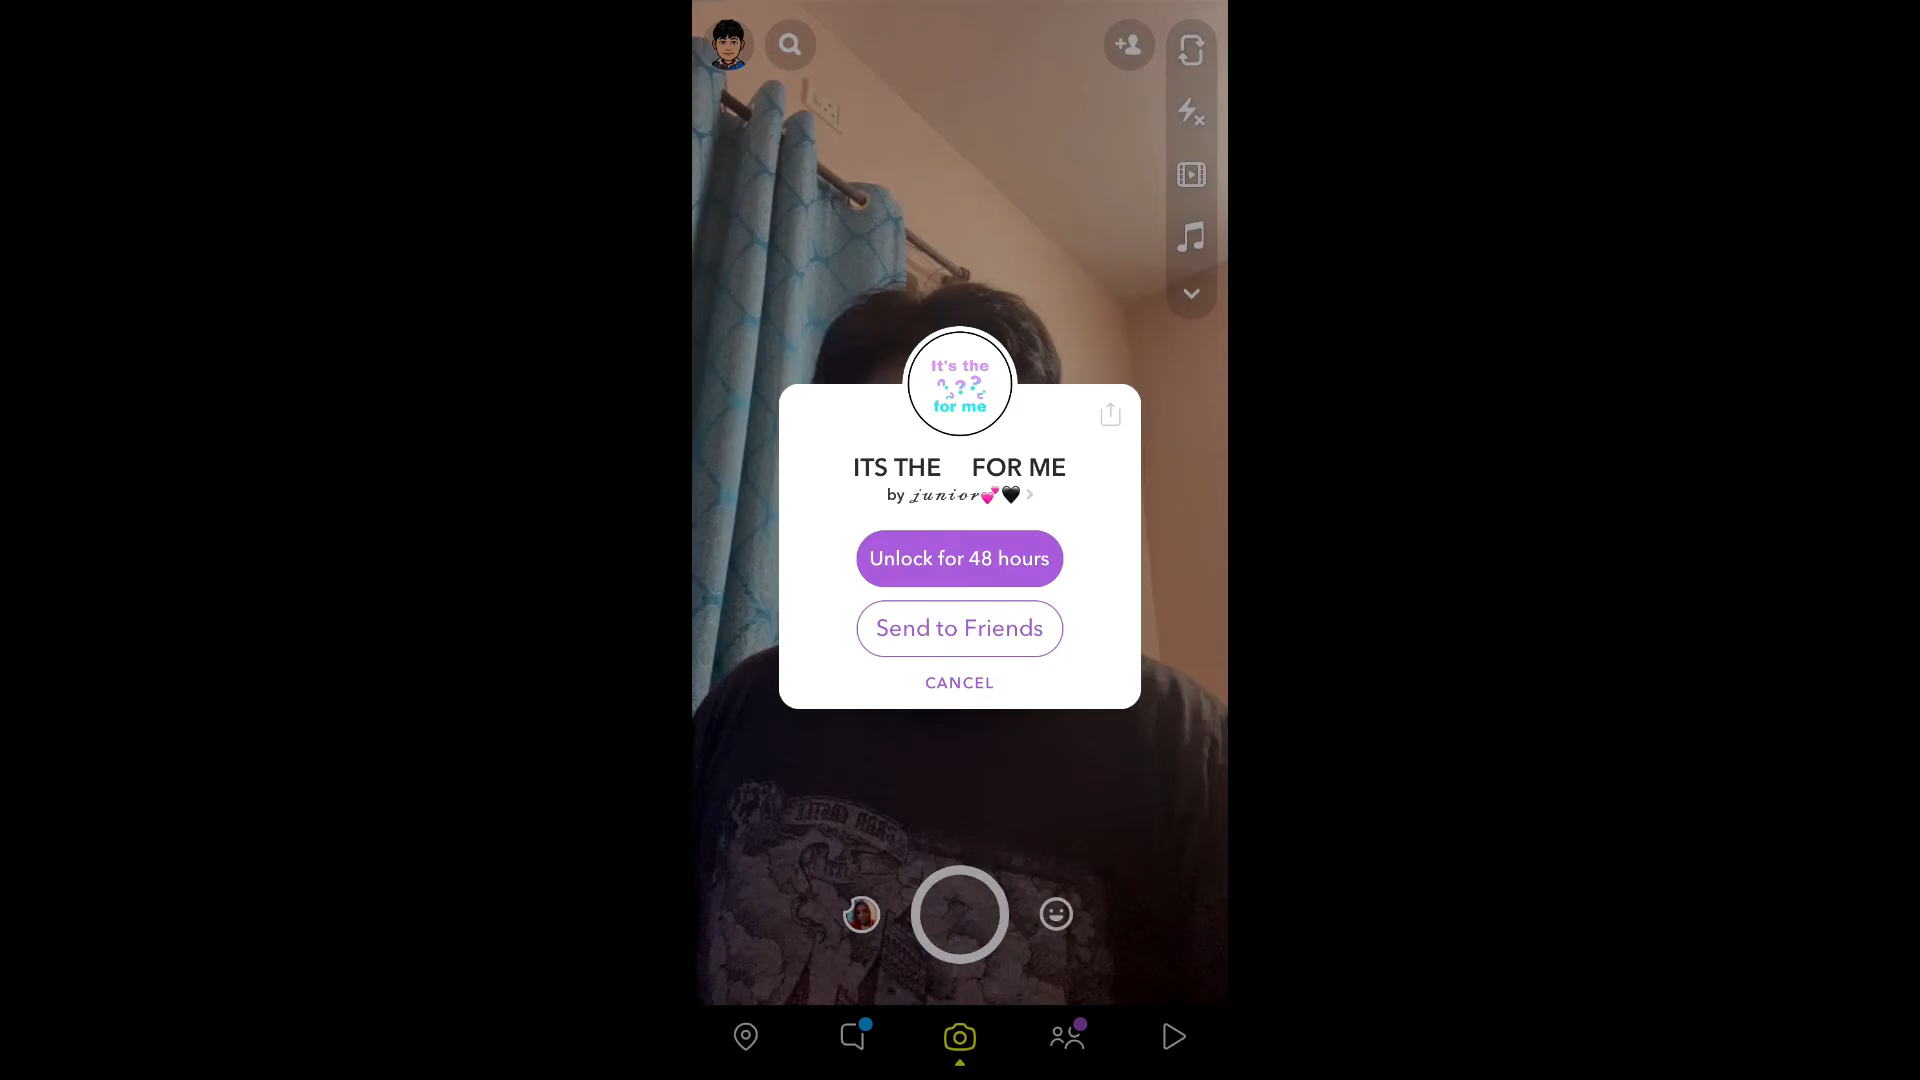 It's the
? ? ?
for me
ITS THE FOR ME
by 𝓳𝓾𝓷𝓲𝓸𝓻💕🖤
Unlock for 48 hours
Send to Friends
CANCEL